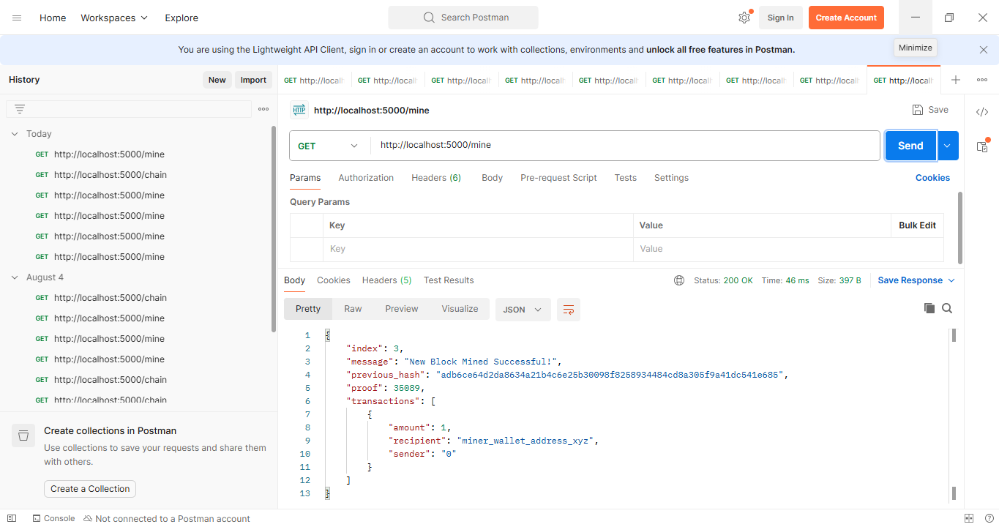 Home Workspaces Explore Search Postman Sign In Create Account
Minimize
You are using the Lightweight API Client, sign in or create an account to work with collections, environments and unlock all free features in Postman.
History New Import
Today
GET http://localhost:5000/mine
GET http://localhost:5000/chain
GET http://localhost:5000/mine
GET http://localhost:5000/mine
GET http://localhost:5000/mine
GET http://localhost:5000/mine
August 4
GET http://localhost:5000/chain
GET http://localhost:5000/mine
GET http://localhost:5000/mine
GET http://localhost:5000/mine
GET http://localhost:5000/chain
GET http://localhost:5000/chain
Create collections in Postman
Use collections to save your requests and share them
with others.
Create a Collection
GET http://locall GET http://locall GET http://locall GET http://locall GET http://locall GET http://locall GET http://locall GET http://locall GET http://locall
HTTP http://localhost:5000/mine Save
GET http://localhost:5000/mine Send
Params Authorization Headers (6) Body Pre-request Script Tests Settings Cookies
Query Params
Key Value Bulk Edit
Key Value
Body Cookies Headers (5) Test Results Status: 200 OK Time: 46 ms Size: 397 B Save Response
Pretty Raw Preview Visualize JSON
1 {
2 "index": 3,
3 "message": "New Block Mined Successful!",
4 "previous_hash": "adb6ce64d2da8634a21b4c6e25b30098f8258934484cd8a305f9a41dc541e685",
5 "proof": 35089,
6 "transactions": [
7 {
8 "amount": 1,
9 "recipient": "miner_wallet_address_xyz",
10 "sender": "0"
11 }
12 ]
13 }
Console Not connected to a Postman account